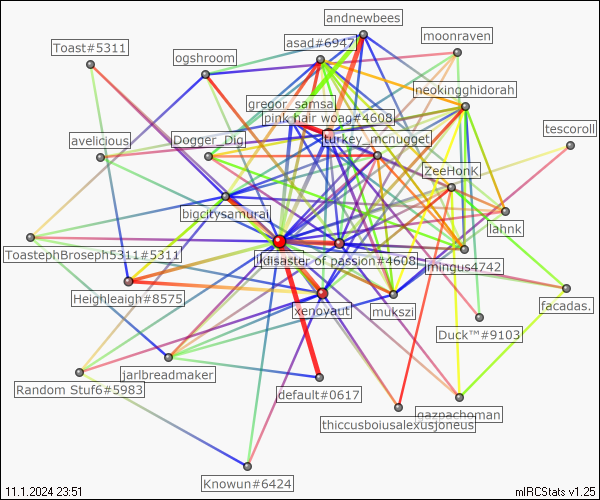 andnewbees
moonraven
Toast#5311
asad#6947
ogshroom
neokingghidorah
gregor_samsa
pink hair woag#4608
tescoroll
avelicious
Dogger_Dig
turkey_mcnugget
ZeeHonK
bigcitysamurai
lahnk
ToastephBroseph5311#5311
disaster of passion#4608
mingus4742
Heighleaigh#8575
xenoyaut
mukszi
facadas.
Duck™#9103
jarlbreadmaker
Random Stuf6#5983
default#0617
gazpachoman
thiccusboiusalexusjoneus
Knowun#6424
11.1.2024 23:51
mIRCStats v1.25